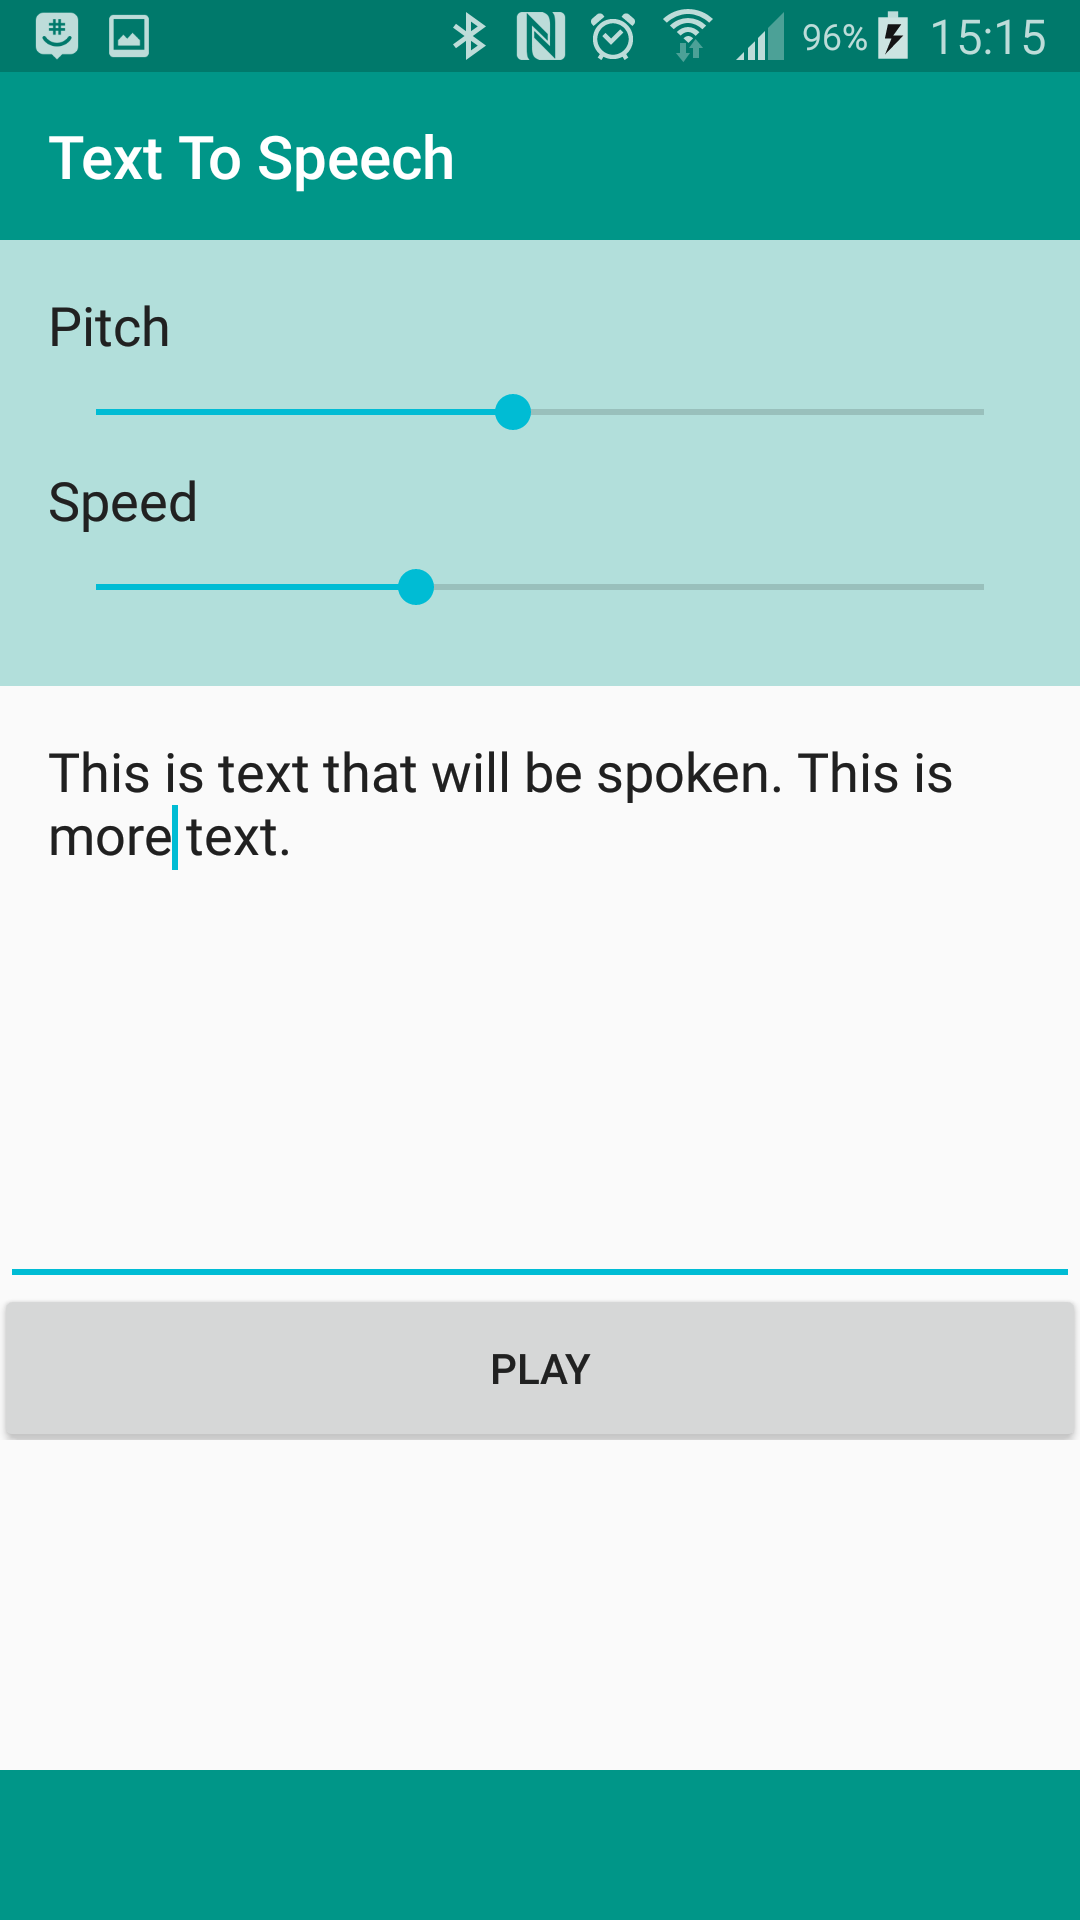 96% 15:15
Text To Speech
Pitch
Speed
This is text that will be spoken. This is
more text.
PLAY